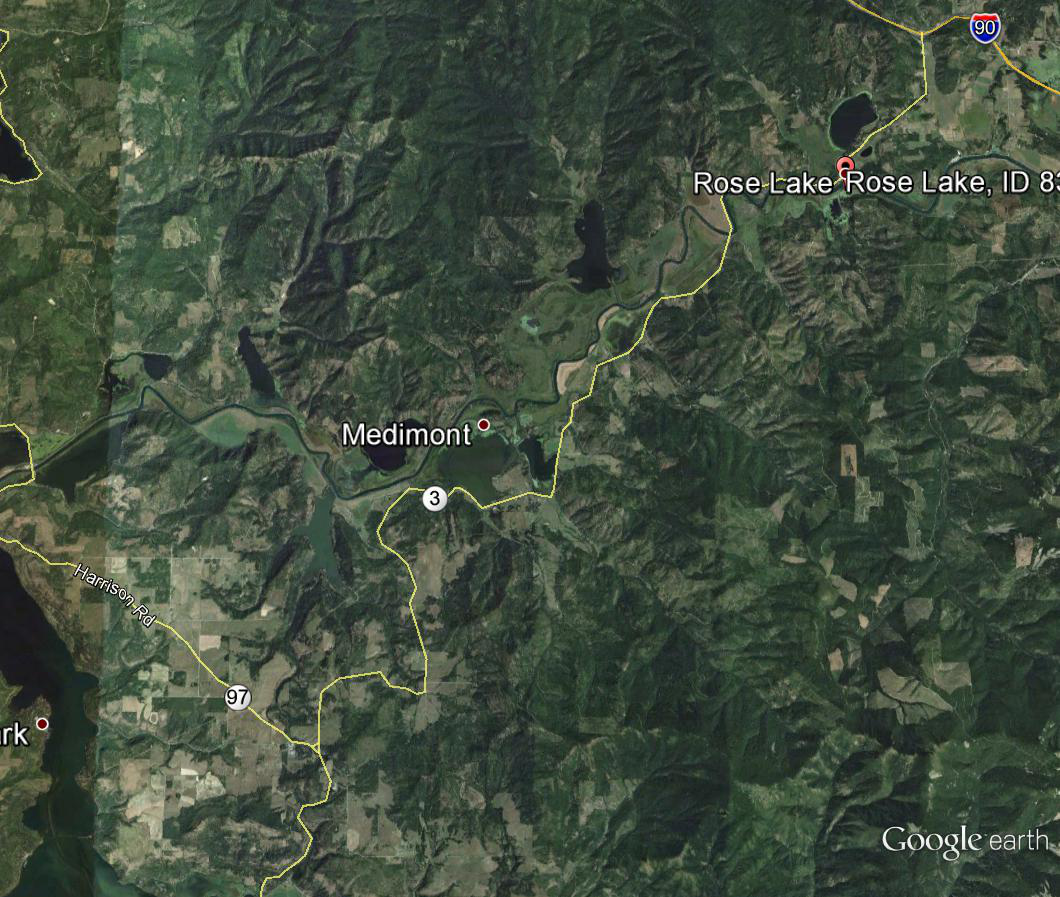 90
Rose Lake
Rose Lake, ID 83
Medimont
3
Harrison Rd
97
ark
Google earth